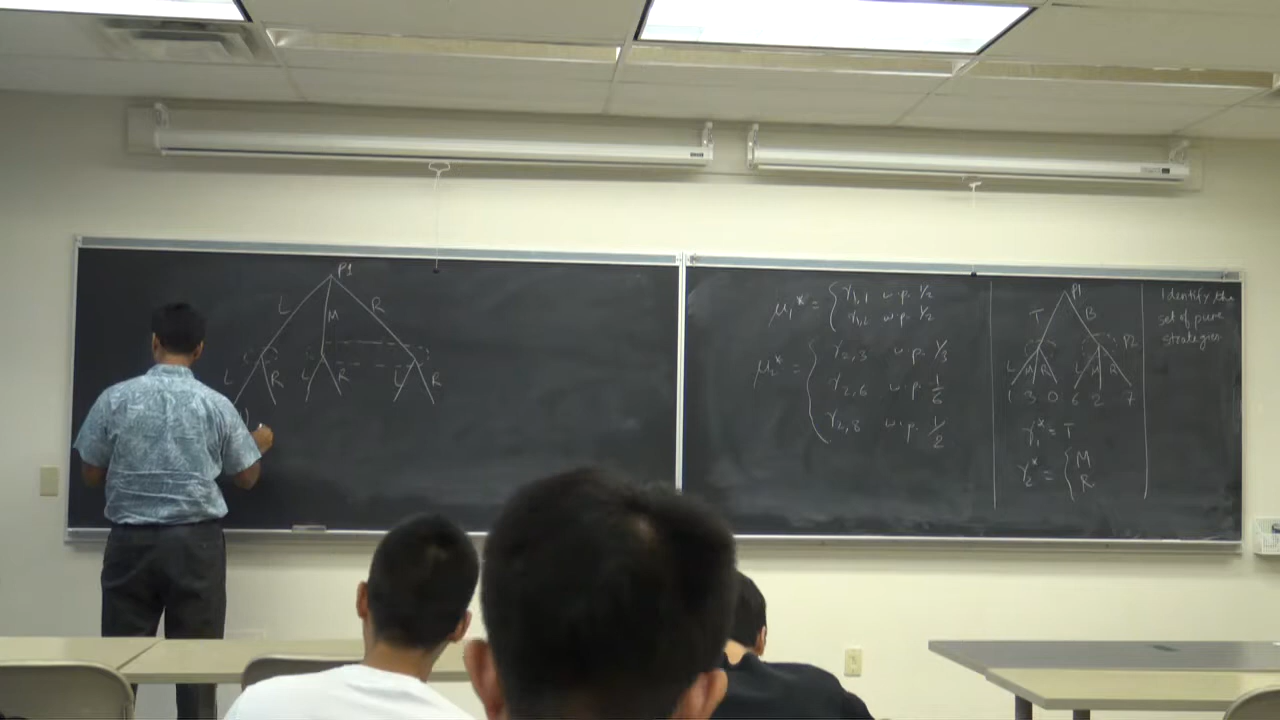 P1
L M R
L R L R L R
μ₁* = { γ₁,₁ w.p. 1/2
γ₁,₂ w.p. 1/2
μ₂* = { γ₂,₃ w.p. 1/3
γ₂,₆ w.p. 1/6
γ₂,₈ w.p. 1/2
P1
T B
P2
L M R L M R
1 3 0 6 2 7
γ₁* = T
γ₂* = { M
R
Identify the
set of pure
strategies